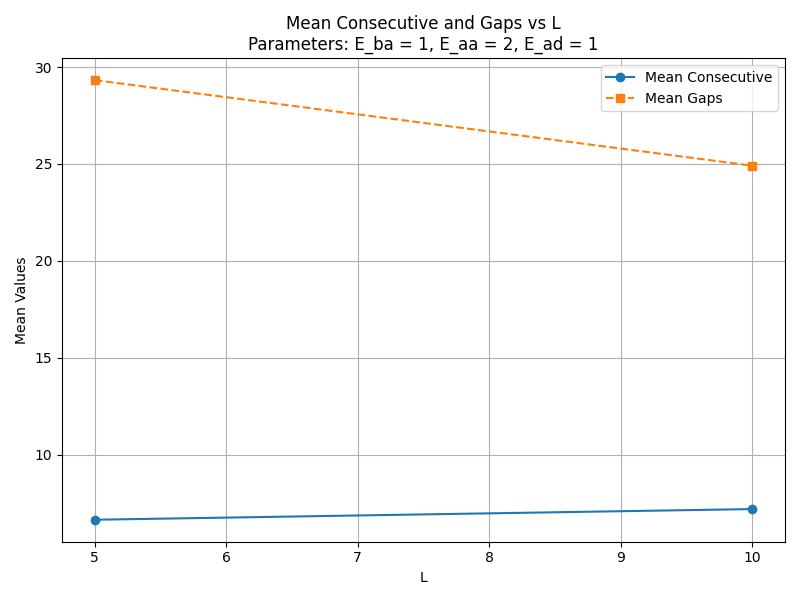 Mean Consecutive and Gaps vs L
Parameters: E_ba = 1, E_aa = 2, E_ad = 1
Mean Consecutive
Mean Gaps
Mean Values
30
25
20
15
10
5
6
7
8
9
10
L